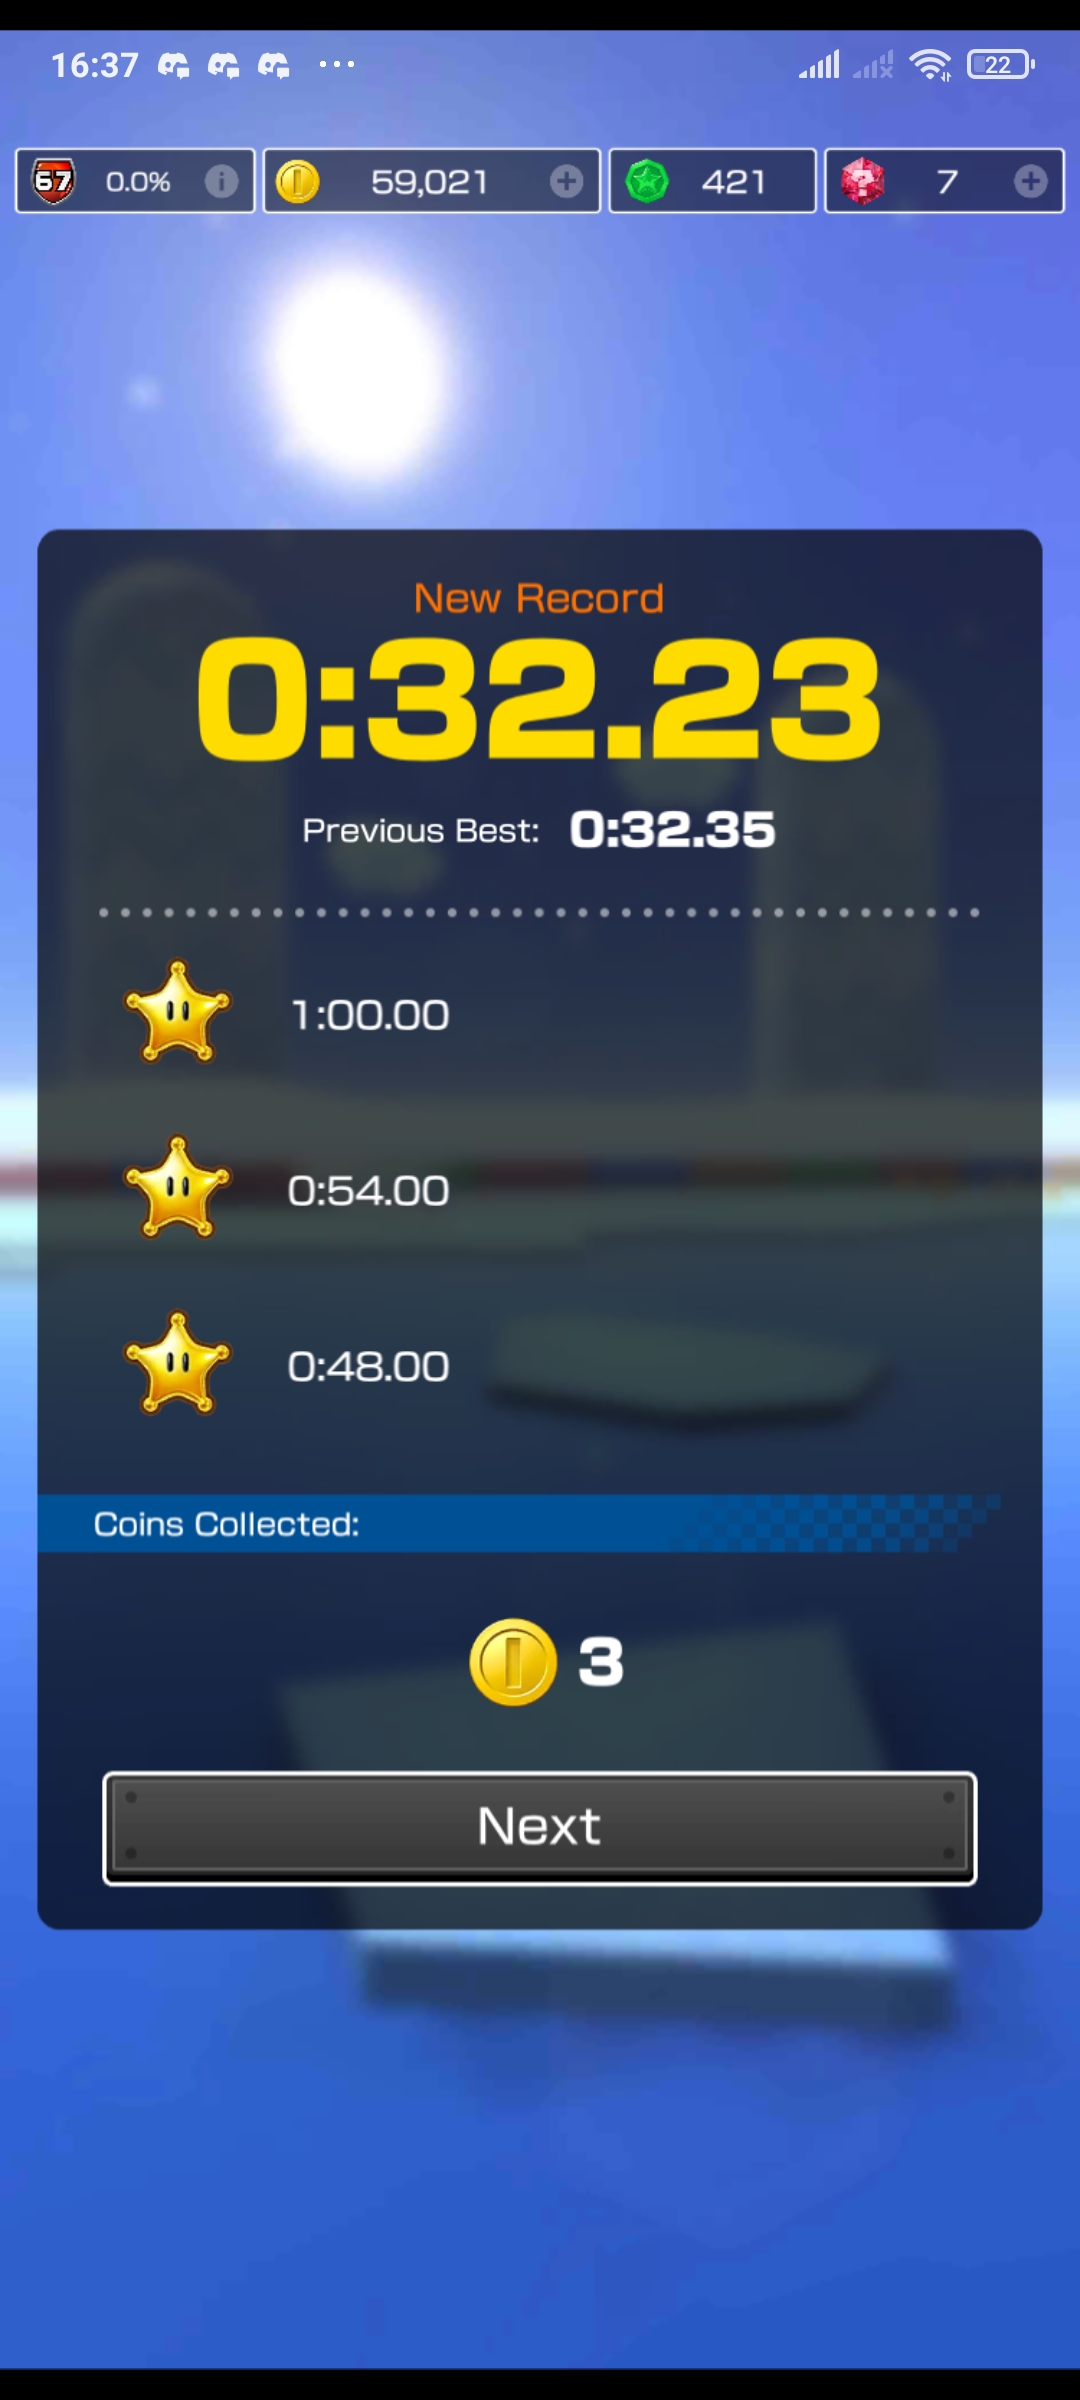 16:37 ... 22
67 0.0% i 59,021 + 421 ? 7 +
New Record
0:32.23
Previous Best: 0:32.35
1:00.00
0:54.00
0:48.00
Coins Collected:
3
Next